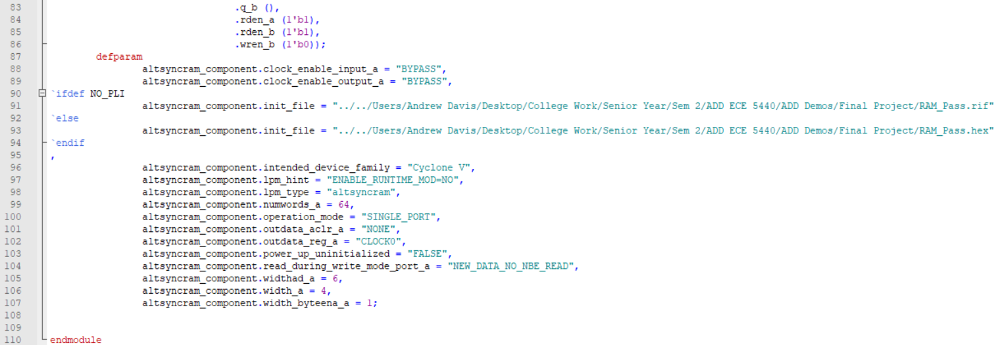 83 .q_b (),
84 .rden_a (1'b1),
85 .rden_b (1'b1),
86 .wren_b (1'b0));
87 defparam
88 altsyncram_component.clock_enable_input_a = "BYPASS",
89 altsyncram_component.clock_enable_output_a = "BYPASS",
90 `ifdef NO_PLI
91 altsyncram_component.init_file = "../../Users/Andrew Davis/Desktop/College Work/Senior Year/Sem 2/ADD ECE 5440/ADD Demos/Final Project/RAM_Pass.rif"
92 `else
93 altsyncram_component.init_file = "../../Users/Andrew Davis/Desktop/College Work/Senior Year/Sem 2/ADD ECE 5440/ADD Demos/Final Project/RAM_Pass.hex"
94 `endif
95 ,
96 altsyncram_component.intended_device_family = "Cyclone V",
97 altsyncram_component.lpm_hint = "ENABLE_RUNTIME_MOD=NO",
98 altsyncram_component.lpm_type = "altsyncram",
99 altsyncram_component.numwords_a = 64,
100 altsyncram_component.operation_mode = "SINGLE_PORT",
101 altsyncram_component.outdata_aclr_a = "NONE",
102 altsyncram_component.outdata_reg_a = "CLOCK0",
103 altsyncram_component.power_up_uninitialized = "FALSE",
104 altsyncram_component.read_during_write_mode_port_a = "NEW_DATA_NO_NBE_READ",
105 altsyncram_component.widthad_a = 6,
106 altsyncram_component.width_a = 4,
107 altsyncram_component.width_byteena_a = 1;
108
109
110 endmodule